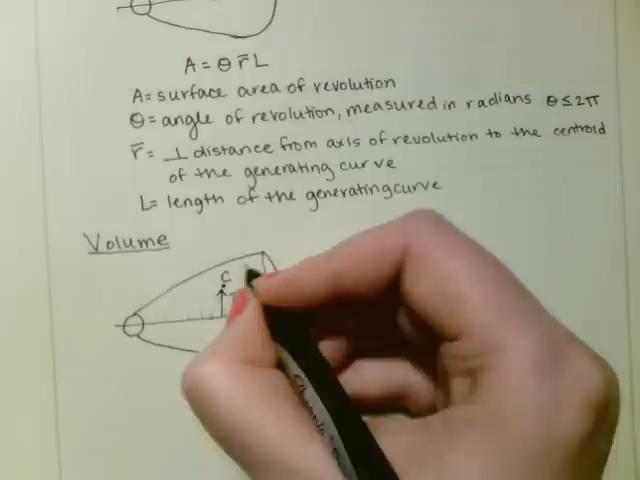 A = θ r̄ L
A = surface area of revolution
θ = angle of revolution, measured in radians θ ≤ 2π
r̄ = ⊥ distance from axis of revolution to the centroid
of the generating curve
L = length of the generating curve
Volume
C